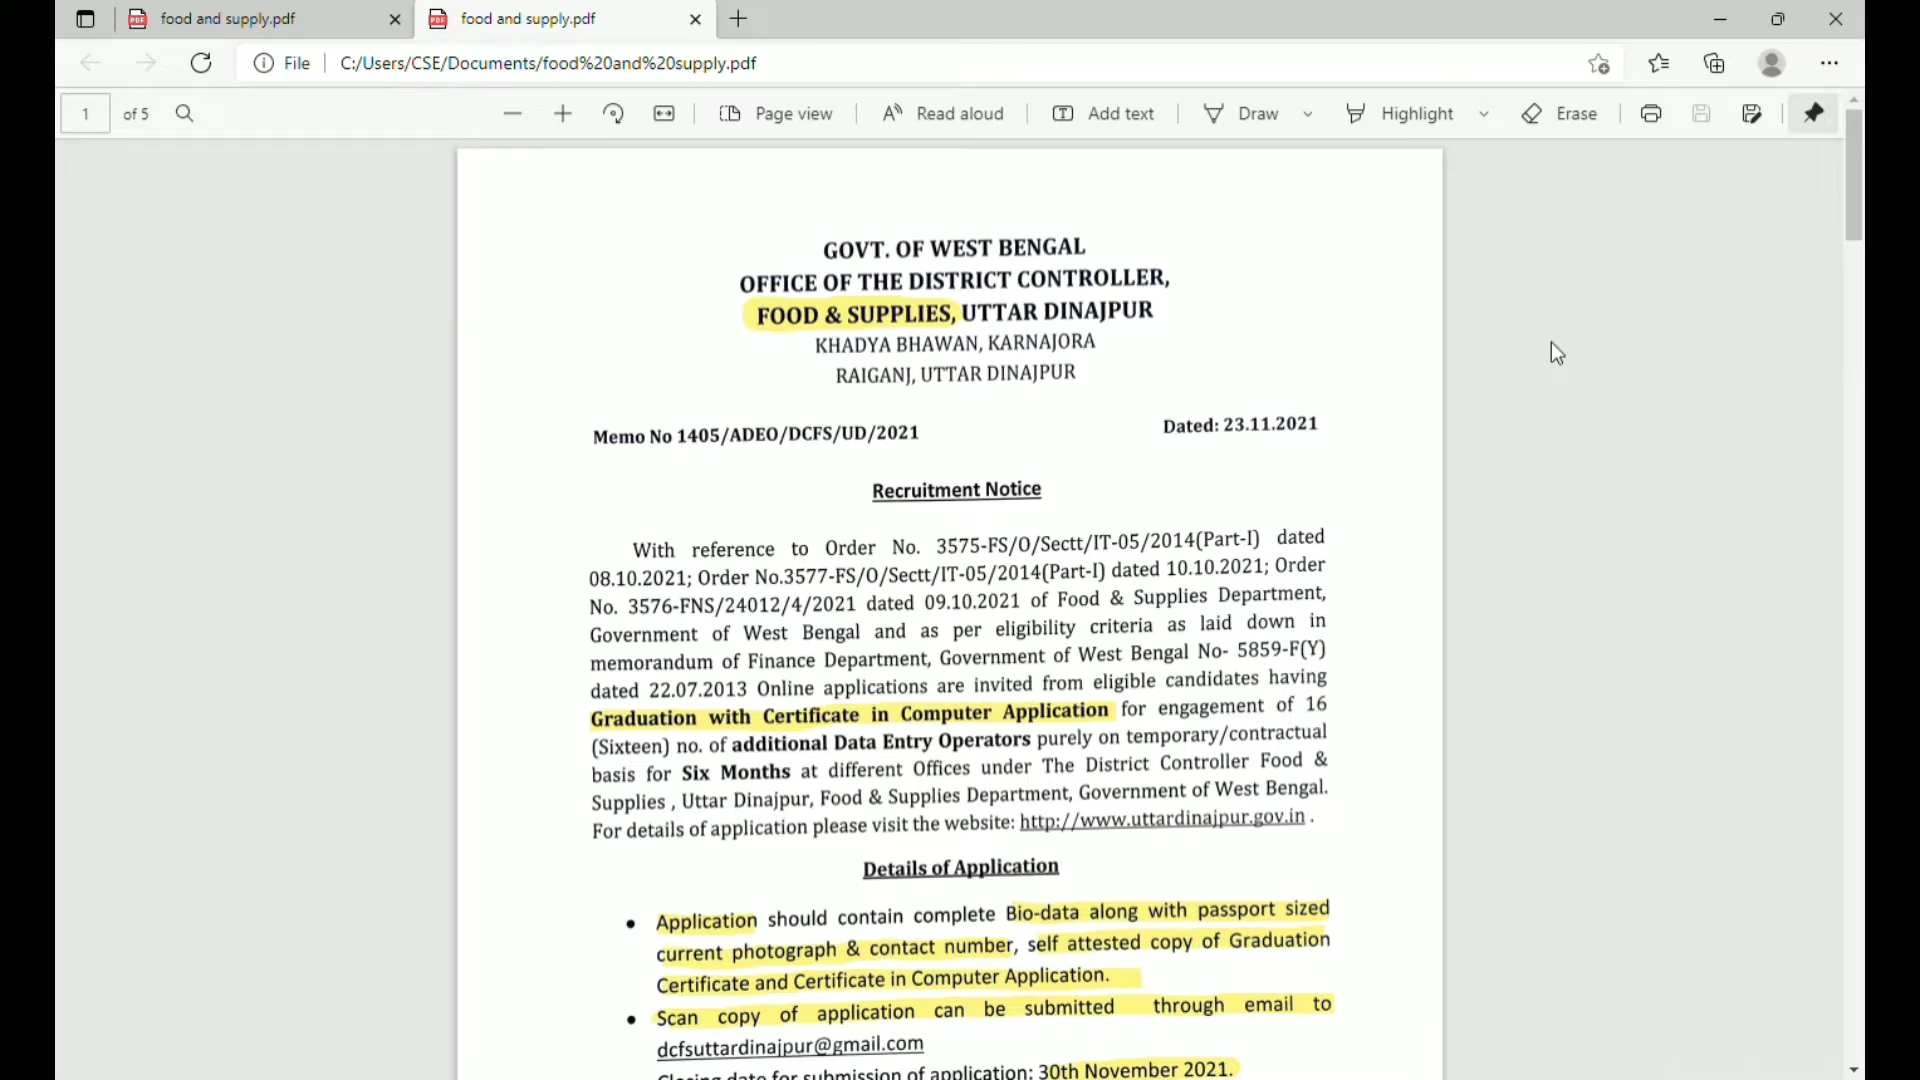 food and supply.pdf
food and supply.pdf
File
C:/Users/CSE/Documents/food%20and%20supply.pdf
1 of 5
Page view
Read aloud
Add text
Draw
Highlight
Erase
GOVT. OF WEST BENGAL
OFFICE OF THE DISTRICT CONTROLLER,
FOOD & SUPPLIES, UTTAR DINAJPUR
KHADYA BHAWAN, KARNAJORA
RAIGANJ, UTTAR DINAJPUR
Memo No 1405/ADEO/DCFS/UD/2021 Dated: 23.11.2021
Recruitment Notice
With reference to Order No. 3575-FS/O/Sectt/IT-05/2014(Part-I) dated
08.10.2021; Order No.3577-FS/O/Sectt/IT-05/2014(Part-I) dated 10.10.2021; Order
No. 3576-FNS/24012/4/2021 dated 09.10.2021 of Food & Supplies Department,
Government of West Bengal and as per eligibility criteria as laid down in
memorandum of Finance Department, Government of West Bengal No- 5859-F(Y)
dated 22.07.2013 Online applications are invited from eligible candidates having
Graduation with Certificate in Computer Application for engagement of 16
(Sixteen) no. of additional Data Entry Operators purely on temporary/contractual
basis for Six Months at different Offices under The District Controller Food &
Supplies , Uttar Dinajpur, Food & Supplies Department, Government of West Bengal.
For details of application please visit the website: http://www.uttardinajpur.gov.in .
Details of Application
• Application should contain complete Bio-data along with passport sized
current photograph & contact number, self attested copy of Graduation
Certificate and Certificate in Computer Application.
• Scan copy of application can be submitted through email to
dcfsuttardinajpur@gmail.com
Closing date for submission of application: 30th November 2021.